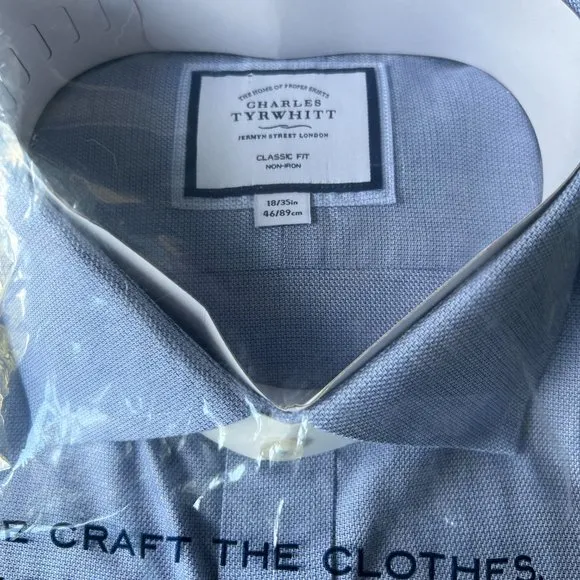 THE HOME OF PROPER SHIRTS
CHARLES
TYRWHITT
JERMYN STREET LONDON
CLASSIC FIT
NON-IRON
18/35in
46/89cm
E CRAFT THE CLOTHES.